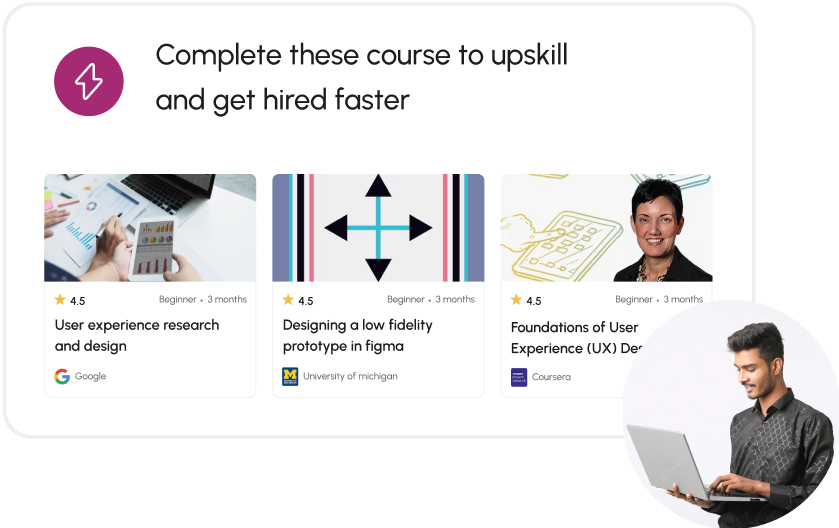 Complete these course to upskill
and get hired faster
4.5 Beginner • 3 months
User experience research
and design
Google
4.5 Beginner • 3 months
Designing a low fidelity
prototype in figma
M
University of michigan
4.5 Beginner • 3 months
Foundations of User
Experience (UX) Des
Coursera